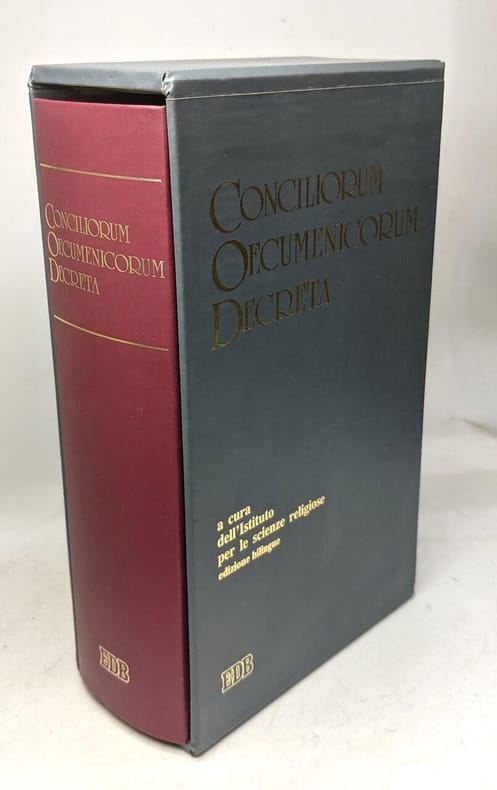 CONCILIORUM
OECUMENICORUM
DECRETA
EDB
CONCILIORUM
OECUMENICORUM
DECRETA
a cura
dell'Istituto
per le scienze religiose
edizione bilingue
EDB